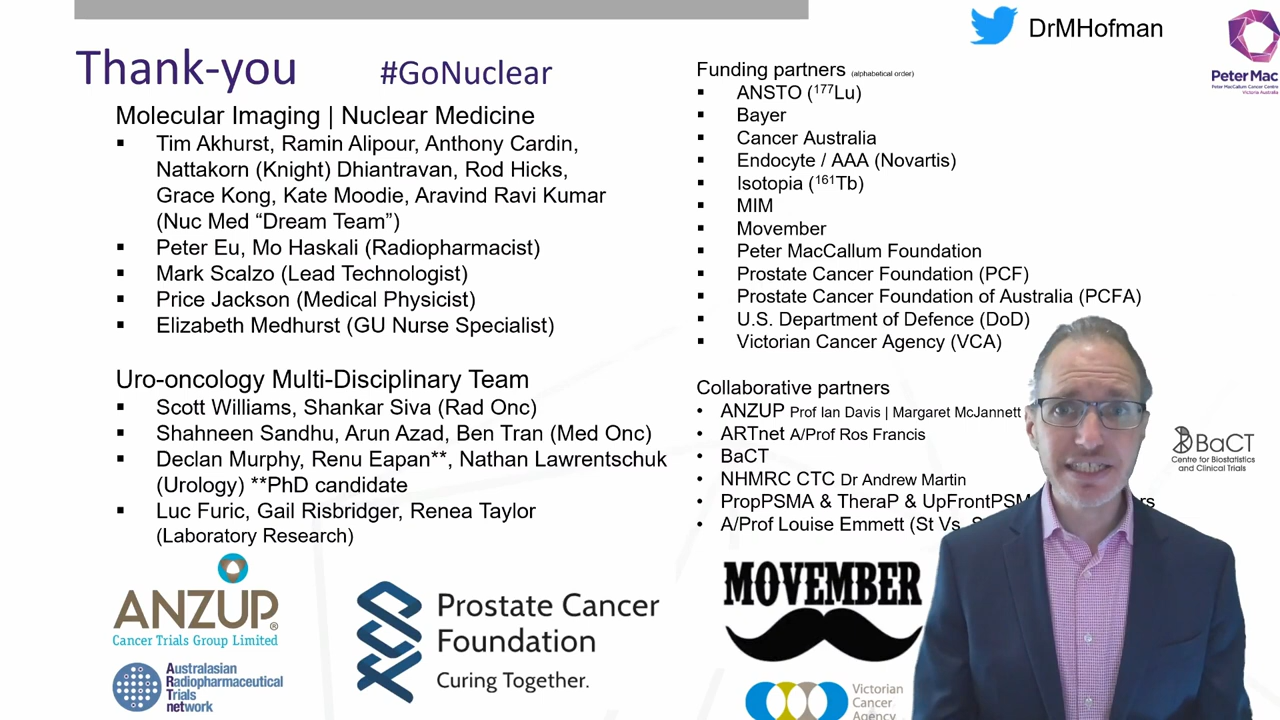 DrMHofman
Peter Mac
Peter MacCallum Cancer Centre
Victoria Australia
Thank-you
#GoNuclear
Molecular Imaging | Nuclear Medicine
▪ Tim Akhurst, Ramin Alipour, Anthony Cardin,
Nattakorn (Knight) Dhiantravan, Rod Hicks,
Grace Kong, Kate Moodie, Aravind Ravi Kumar
(Nuc Med “Dream Team”)
▪ Peter Eu, Mo Haskali (Radiopharmacist)
▪ Mark Scalzo (Lead Technologist)
▪ Price Jackson (Medical Physicist)
▪ Elizabeth Medhurst (GU Nurse Specialist)
Uro-oncology Multi-Disciplinary Team
▪ Scott Williams, Shankar Siva (Rad Onc)
▪ Shahneen Sandhu, Arun Azad, Ben Tran (Med Onc)
▪ Declan Murphy, Renu Eapan**, Nathan Lawrentschuk
(Urology) **PhD candidate
▪ Luc Furic, Gail Risbridger, Renea Taylor
(Laboratory Research)
Funding partners (alphabetical order)
▪ ANSTO (¹⁷⁷Lu)
▪ Bayer
▪ Cancer Australia
▪ Endocyte / AAA (Novartis)
▪ Isotopia (¹⁶¹Tb)
▪ MIM
▪ Movember
▪ Peter MacCallum Foundation
▪ Prostate Cancer Foundation (PCF)
▪ Prostate Cancer Foundation of Australia (PCFA)
▪ U.S. Department of Defence (DoD)
▪ Victorian Cancer Agency (VCA)
Collaborative partners
• ANZUP Prof Ian Davis | Margaret McJannett
• ARTnet A/Prof Ros Francis
• BaCT
• NHMRC CTC Dr Andrew Martin
• PropPSMA & TheraP & UpFrontPSM
• A/Prof Louise Emmett (St Vs,
BaCT
Centre for Biostatistics
and Clinical Trials
ANZUP®
Cancer Trials Group Limited
Australasian
Radiopharmaceutical
Trials
network
Prostate Cancer
Foundation
Curing Together.
MOVEMBER
Victorian
Cancer
Agency